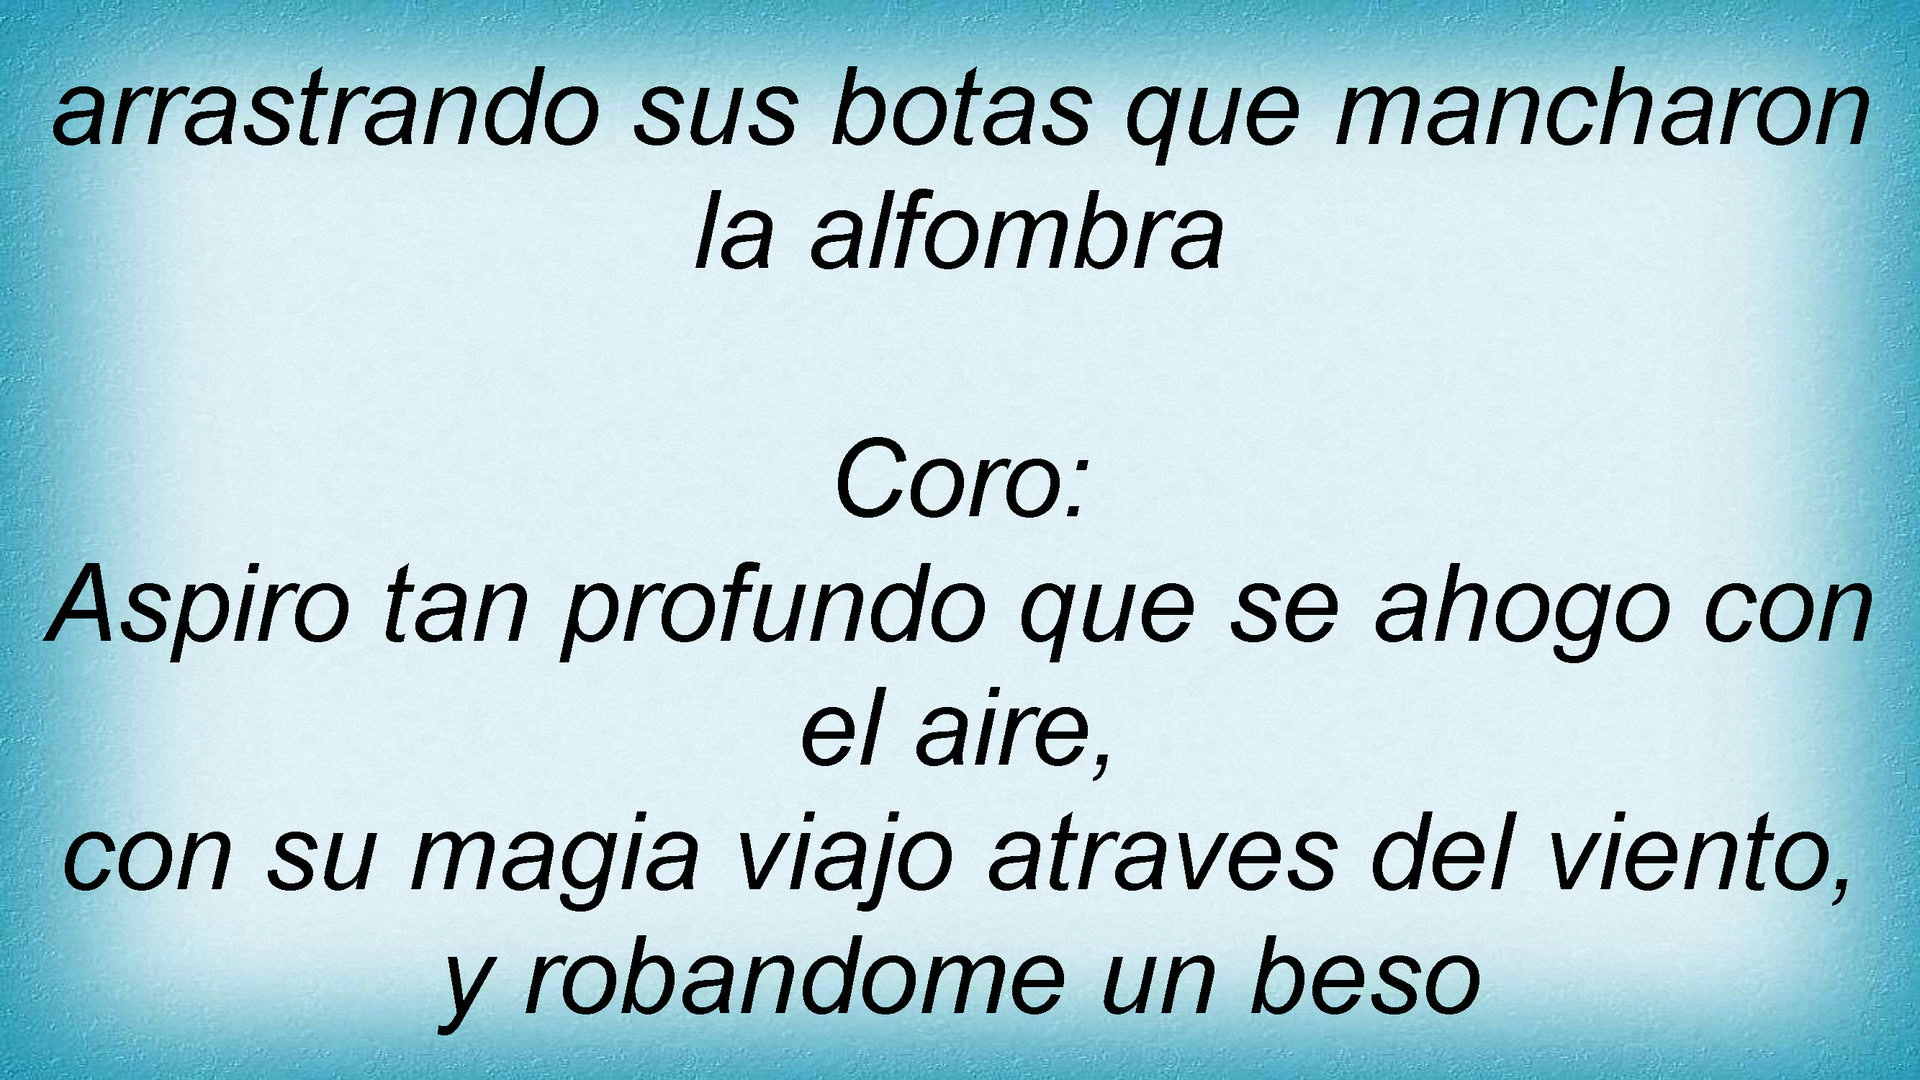 arrastrando sus botas que mancharon
la alfombra
Coro:
Aspiro tan profundo que se ahogo con
el aire,
con su magia viajo atraves del viento,
y robandome un beso